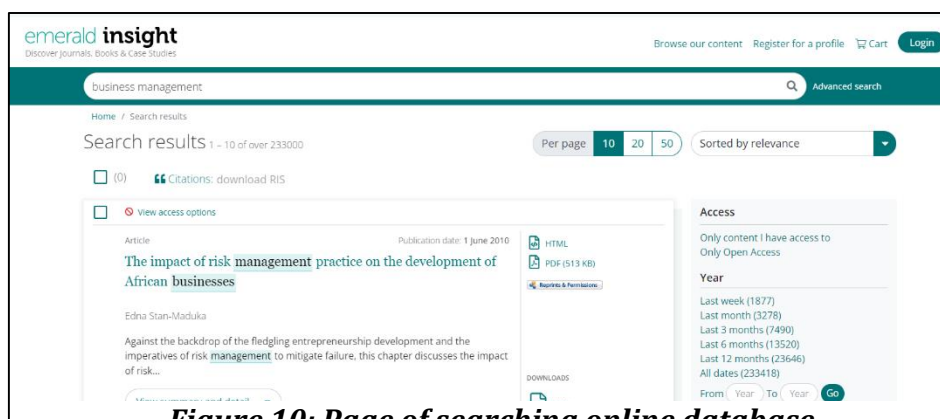 emerald insight
Discover Journals, Books & Case Studies
Browse our content Register for a profile Cart Login
business management
Advanced search
Home / Search results
Search results 1 – 10 of over 233000
Per page 10 20 50
Sorted by relevance
(0) Citations: download RIS
View access options
Article Publication date: 1 June 2010
The impact of risk management practice on the development of
African businesses
Edna Stan-Maduka
Against the backdrop of the fledgling entrepreneurship development and the
imperatives of risk management to mitigate failure, this chapter discusses the impact
of risk...
View summary and detail
HTML
PDF (513 KB)
Reprints & Permissions
DOWNLOADS
Access
Only content I have access to
Only Open Access
Year
Last week (1877)
Last month (3278)
Last 3 months (7490)
Last 6 months (13520)
Last 12 months (23646)
All dates (233418)
From Year To Year Go
Figure 10: Page of searching online database